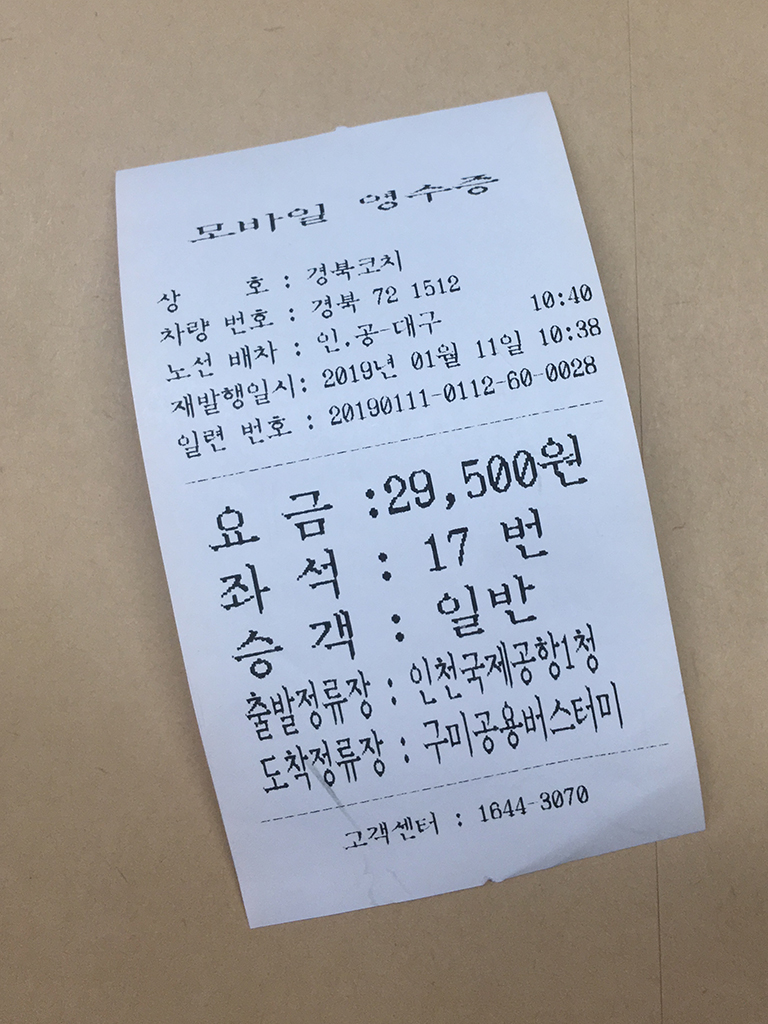 모바일 영수증
상 호 : 경북코치
차량 번호 : 경북 72 1512
노선 배차 : 인.공-대구 10:40
재발행일시: 2019년 01월 11일 10:38
일련 번호 : 20190111-0112-60-0028
요 금 :29,500원
좌 석 : 17 번
승 객 : 일반
출발정류장 : 인천국제공항1청
도착정류장 : 구미공용버스터미
고객센터 : 1644-3070